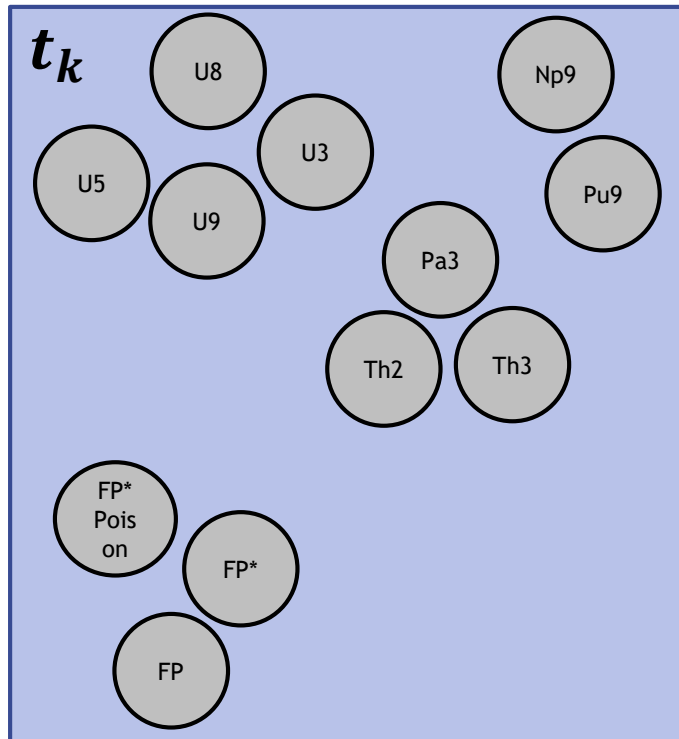 t_k
U8
Np9
U3
U5
Pu9
U9
Pa3
Th2
Th3
FP*
Pois
on
FP*
FP